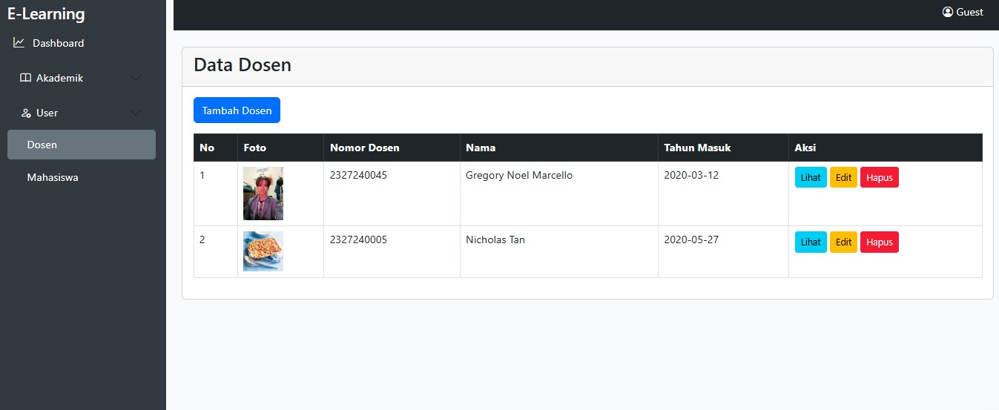 E-Learning
Guest
Dashboard
Akademik
User
Dosen
Mahasiswa
Data Dosen
Tambah Dosen
No Foto Nomor Dosen Nama Tahun Masuk Aksi
1 2327240045 Gregory Noel Marcello 2020-03-12 Lihat Edit Hapus
2 2327240005 Nicholas Tan 2020-05-27 Lihat Edit Hapus